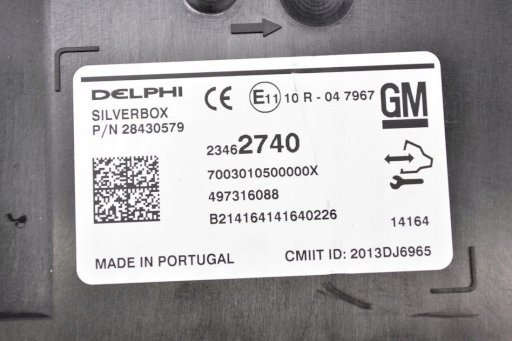 DELPHI
SILVERBOX
P/N 28430579
CE E11 10 R - 04 7967
GM
23462740
7003010500000X
497316088
B214164141640226
14164
MADE IN PORTUGAL
CMIIT ID: 2013DJ6965